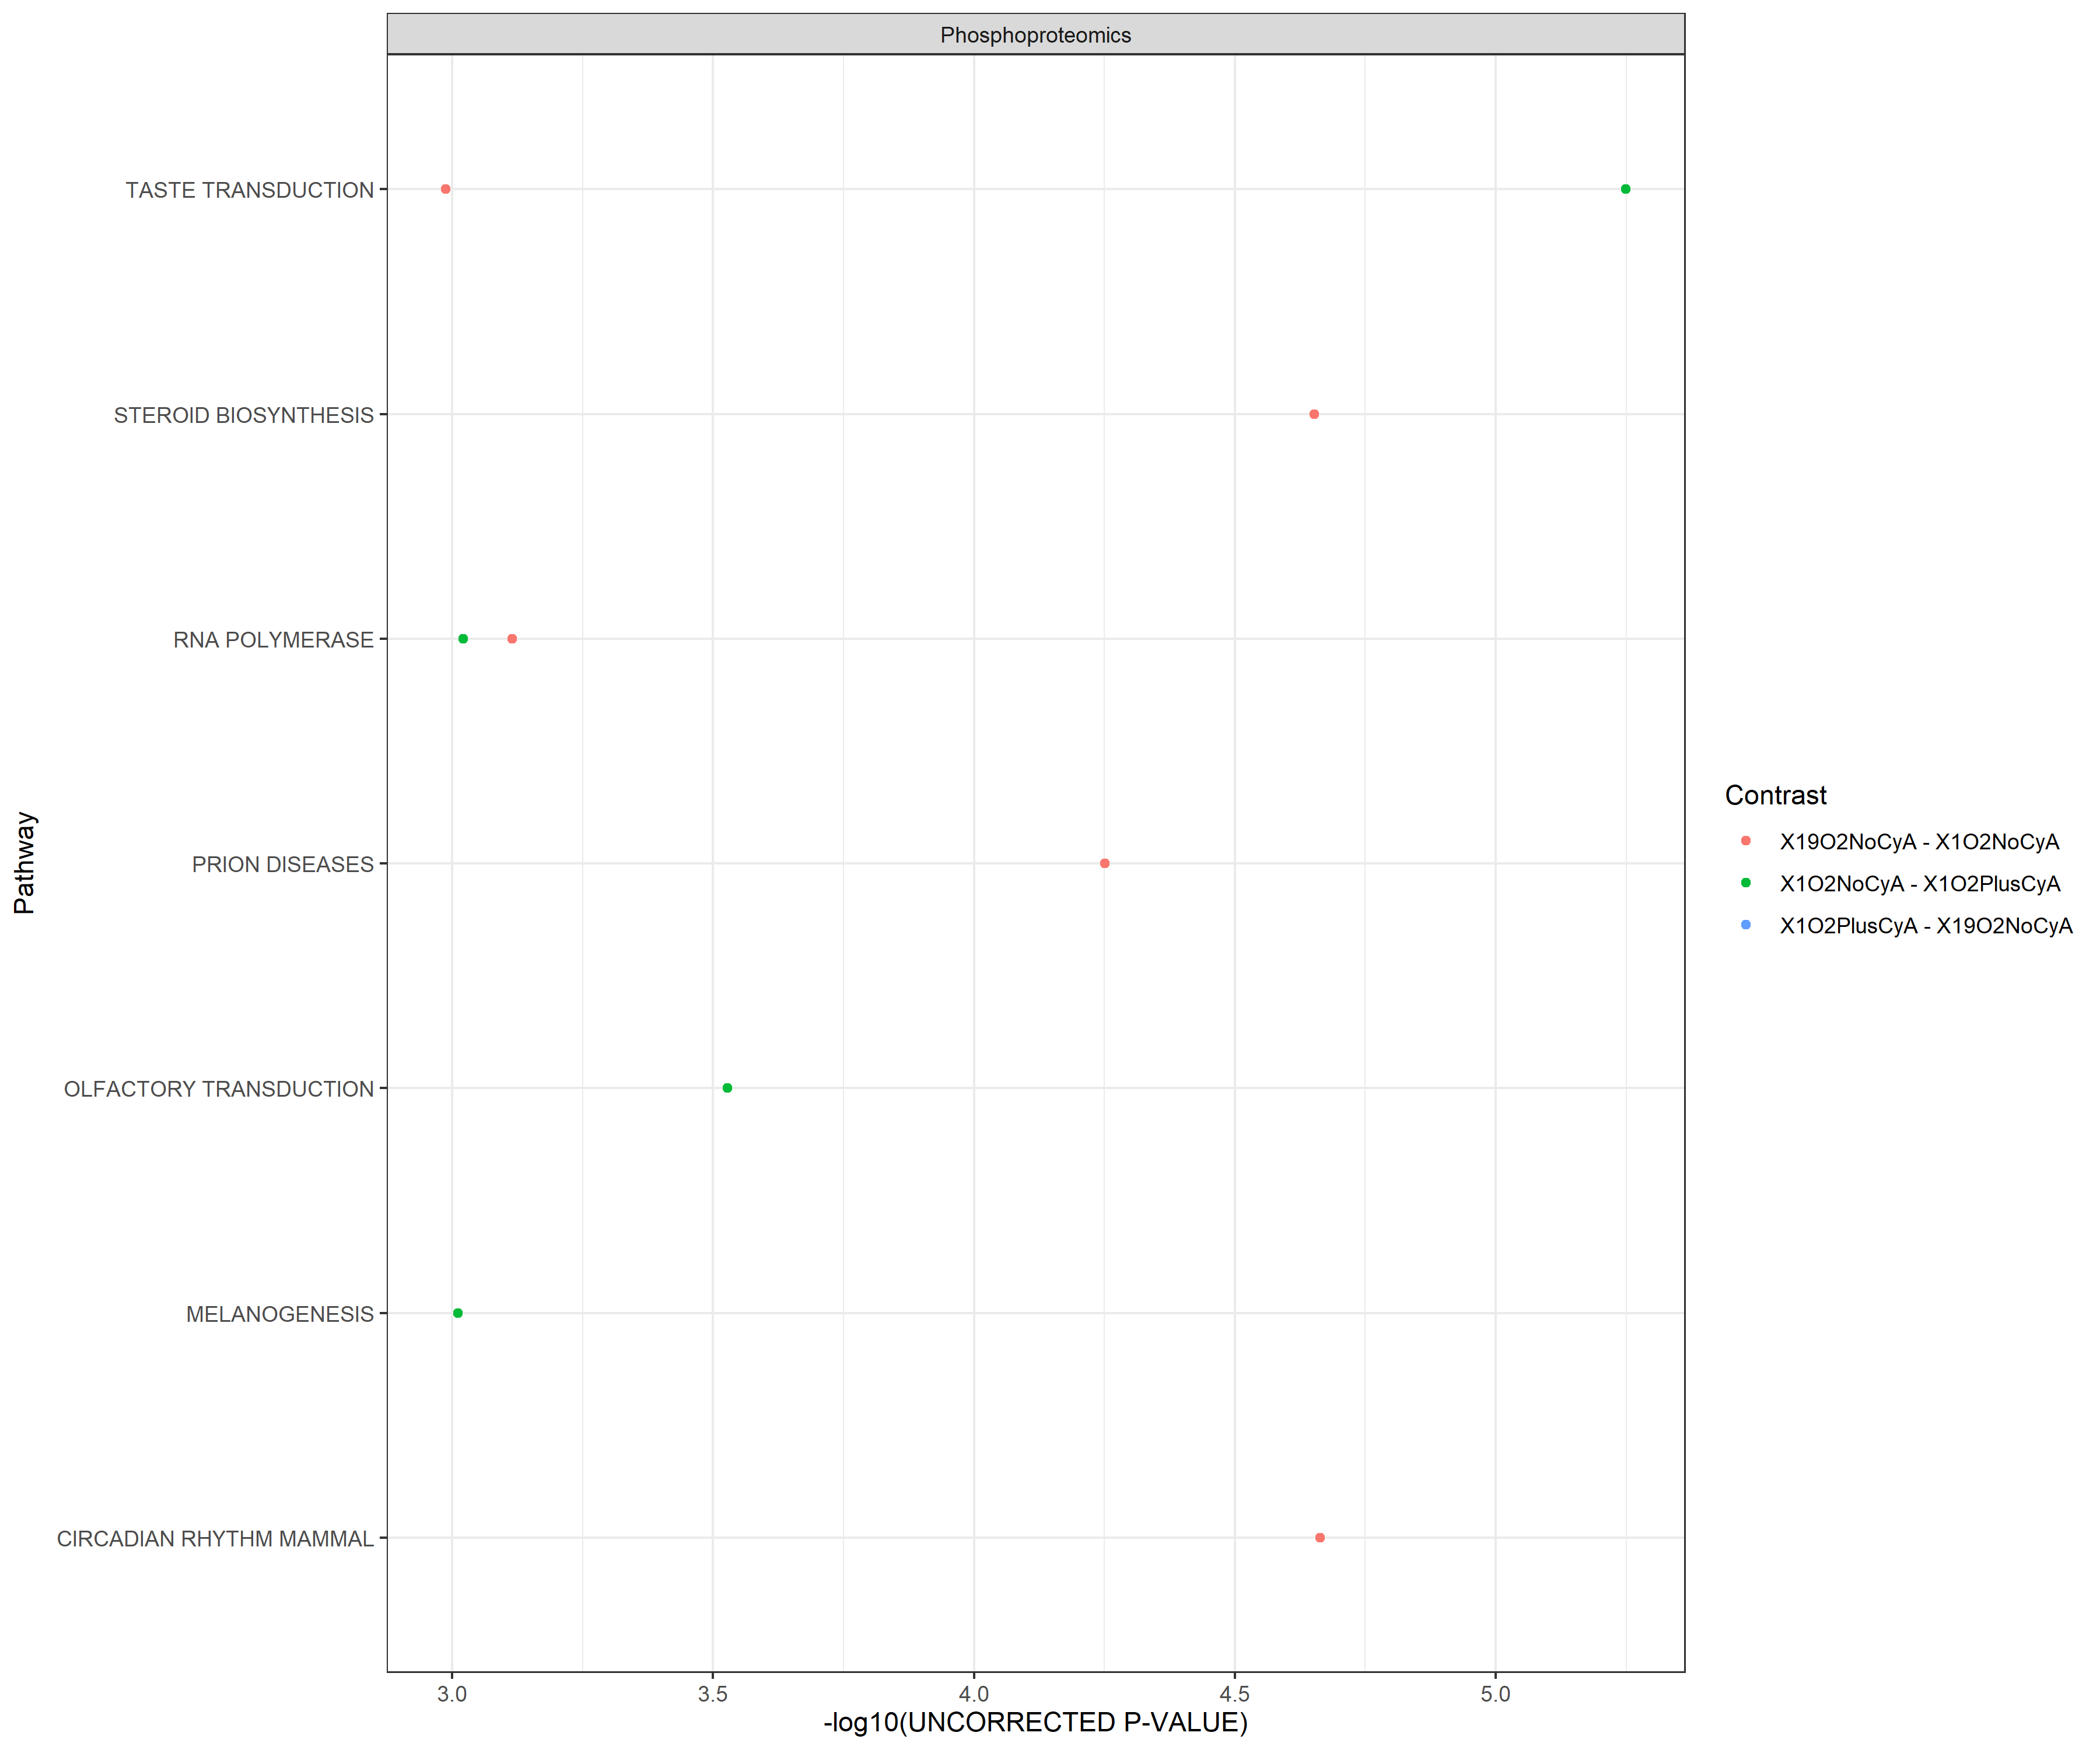 Phosphoproteomics
TASTE TRANSDUCTION
STEROID BIOSYNTHESIS
RNA POLYMERASE
PRION DISEASES
OLFACTORY TRANSDUCTION
MELANOGENESIS
CIRCADIAN RHYTHM MAMMAL
Pathway
3.0 3.5 4.0 4.5 5.0
-log10(UNCORRECTED P-VALUE)
Contrast
X19O2NoCyA - X1O2NoCyA
X1O2NoCyA - X1O2PlusCyA
X1O2PlusCyA - X19O2NoCyA